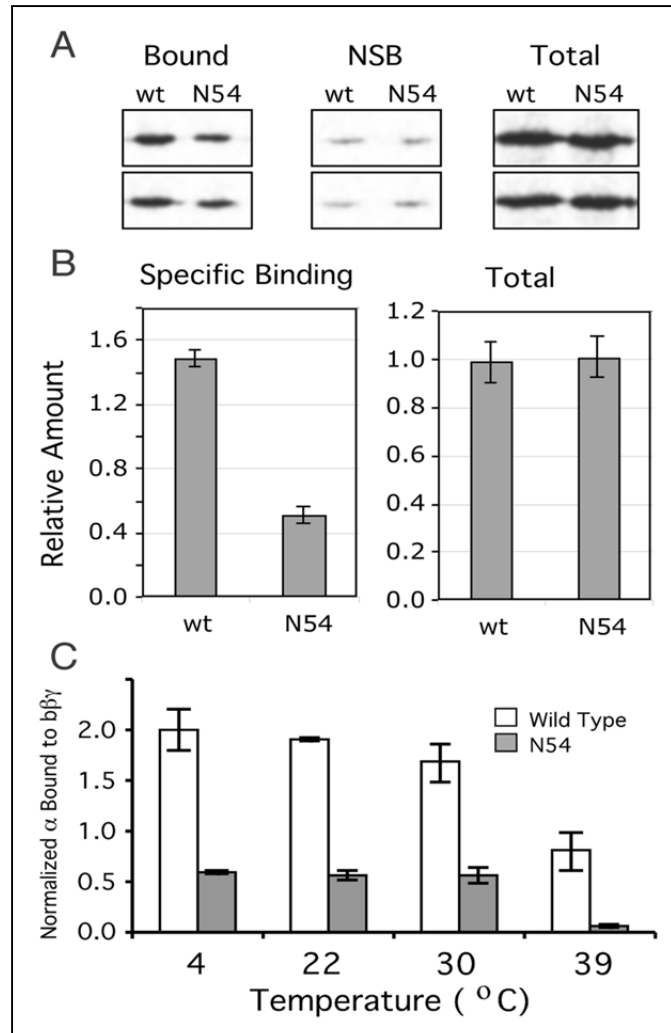 A
Bound NSB Total
wt N54 wt N54 wt N54
B
Specific Binding Total
Relative Amount
1.6
1.2
0.8
0.4
0.0
wt N54
1.2
1.0
0.8
0.6
0.4
0.2
0.0
wt N54
C
Normalized α Bound to bβγ
2.0
1.5
1.0
0.5
0.0
Wild Type
N54
4 22 30 39
Temperature ( °C)